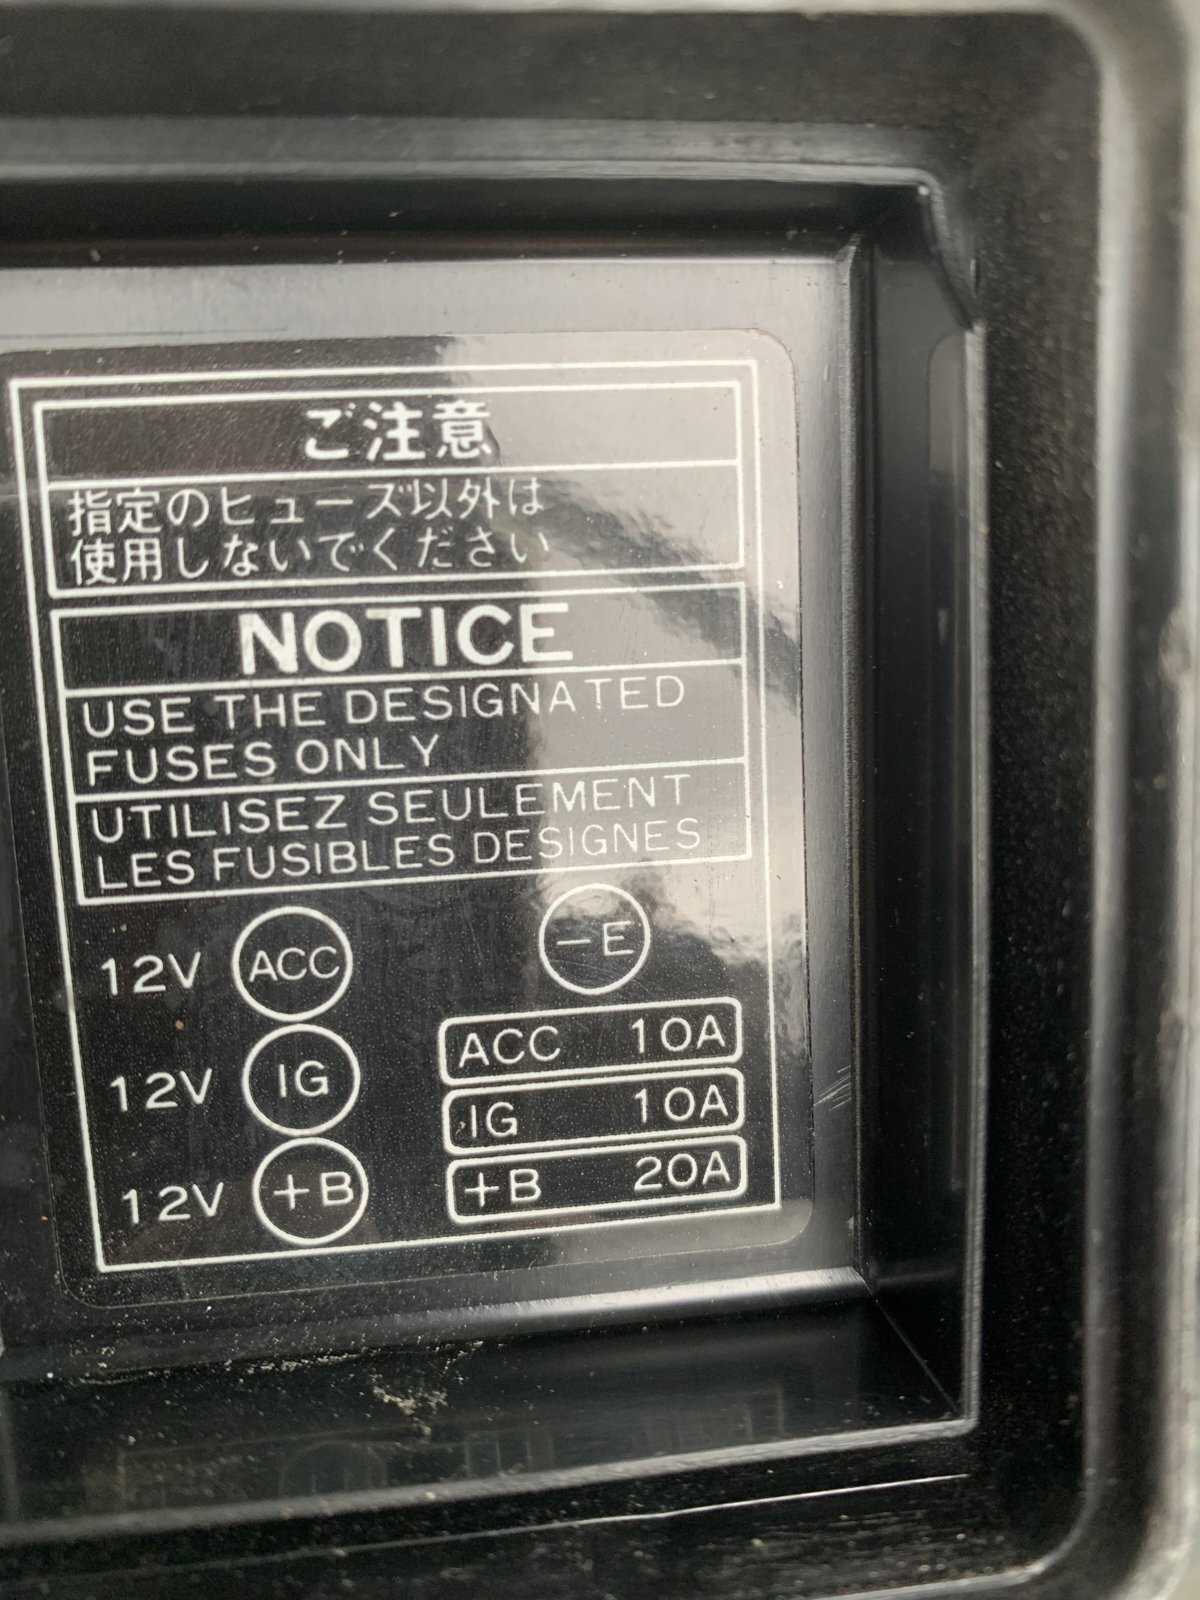 ご注意
指定のヒューズ以外は
使用しないでください
NOTICE
USE THE DESIGNATED
FUSES ONLY
UTILISEZ SEULEMENT
LES FUSIBLES DESIGNES
12V ACC
−E
12V IG
12V +B
ACC 10A
IG 10A
+B 20A